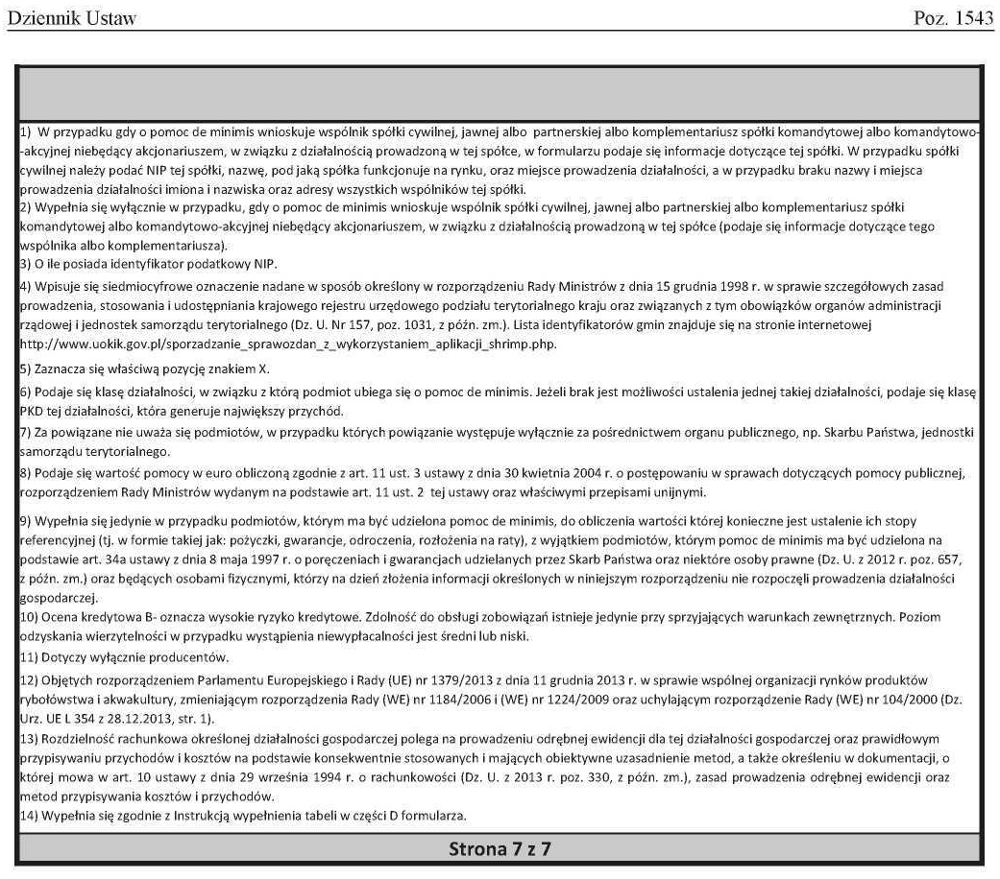 Dziennik Ustaw
Poz. 1543
1) W przypadku gdy o pomoc de minimis wnioskuje wspólnik spółki cywilnej, jawnej albo partnerskiej albo komplementariusz spółki komandytowej albo komandytowo-
-akcyjnej niebędący akcjonariuszem, w związku z działalnością prowadzoną w tej spółce, w formularzu podaje się informacje dotyczące tej spółki. W przypadku spółki
cywilnej należy podać NIP tej spółki, nazwę, pod jaką spółka funkcjonuje na rynku, oraz miejsce prowadzenia działalności, a w przypadku braku nazwy i miejsca
prowadzenia działalności imiona i nazwiska oraz adresy wszystkich wspólników tej spółki.
2) Wypełnia się wyłącznie w przypadku, gdy o pomoc de minimis wnioskuje wspólnik spółki cywilnej, jawnej albo partnerskiej albo komplementariusz spółki
komandytowej albo komandytowo-akcyjnej niebędący akcjonariuszem, w związku z działalnością prowadzoną w tej spółce (podaje się informacje dotyczące tego
wspólnika albo komplementariusza).
3) O ile posiada identyfikator podatkowy NIP.
4) Wpisuje się siedmiocyfrowe oznaczenie nadane w sposób określony w rozporządzeniu Rady Ministrów z dnia 15 grudnia 1998 r. w sprawie szczegółowych zasad
prowadzenia, stosowania i udostępniania krajowego rejestru urzędowego podziału terytorialnego kraju oraz związanych z tym obowiązków organów administracji
rządowej i jednostek samorządu terytorialnego (Dz. U. Nr 157, poz. 1031, z późn. zm.). Lista identyfikatorów gmin znajduje się na stronie internetowej
http://www.uokik.gov.pl/sporzadzanie_sprawozdan_z_wykorzystaniem_aplikacji_shrimp.php.
5) Zaznacza się właściwą pozycję znakiem X.
6) Podaje się klasę działalności, w związku z którą podmiot ubiega się o pomoc de minimis. Jeżeli brak jest możliwości ustalenia jednej takiej działalności, podaje się klasę
PKD tej działalności, która generuje największy przychód.
7) Za powiązane nie uważa się podmiotów, w przypadku których powiązanie występuje wyłącznie za pośrednictwem organu publicznego, np. Skarbu Państwa, jednostki
samorządu terytorialnego.
8) Podaje się wartość pomocy w euro obliczoną zgodnie z art. 11 ust. 3 ustawy z dnia 30 kwietnia 2004 r. o postępowaniu w sprawach dotyczących pomocy publicznej,
rozporządzeniem Rady Ministrów wydanym na podstawie art. 11 ust. 2 tej ustawy oraz właściwymi przepisami unijnymi.
9) Wypełnia się jedynie w przypadku podmiotów, którym ma być udzielona pomoc de minimis, do obliczenia wartości której konieczne jest ustalenie ich stopy
referencyjnej (tj. w formie takiej jak: pożyczki, gwarancje, odroczenia, rozłożenia na raty), z wyjątkiem podmiotów, którym pomoc de minimis ma być udzielona na
podstawie art. 34a ustawy z dnia 8 maja 1997 r. o poręczeniach i gwarancjach udzielanych przez Skarb Państwa oraz niektóre osoby prawne (Dz. U. z 2012 r. poz. 657,
z późn. zm.) oraz będących osobami fizycznymi, którzy na dzień złożenia informacji określonych w niniejszym rozporządzeniu nie rozpoczęli prowadzenia działalności
gospodarczej.
10) Ocena kredytowa B- oznacza wysokie ryzyko kredytowe. Zdolność do obsługi zobowiązań istnieje jedynie przy sprzyjających warunkach zewnętrznych. Poziom
odzyskania wierzytelności w przypadku wystąpienia niewypłacalności jest średni lub niski.
11) Dotyczy wyłącznie producentów.
12) Objętych rozporządzeniem Parlamentu Europejskiego i Rady (UE) nr 1379/2013 z dnia 11 grudnia 2013 r. w sprawie wspólnej organizacji rynków produktów
rybołówstwa i akwakultury, zmieniającym rozporządzenia Rady (WE) nr 1184/2006 i (WE) nr 1224/2009 oraz uchylającym rozporządzenie Rady (WE) nr 104/2000 (Dz.
Urz. UE L 354 z 28.12.2013, str. 1).
13) Rozdzielność rachunkowa określonej działalności gospodarczej polega na prowadzeniu odrębnej ewidencji dla tej działalności gospodarczej oraz prawidłowym
przypisywaniu przychodów i kosztów na podstawie konsekwentnie stosowanych i mających obiektywne uzasadnienie metod, a także określeniu w dokumentacji, o
której mowa w art. 10 ustawy z dnia 29 września 1994 r. o rachunkowości (Dz. U. z 2013 r. poz. 330, z późn. zm.), zasad prowadzenia odrębnej ewidencji oraz
metod przypisywania kosztów i przychodów.
14) Wypełnia się zgodnie z Instrukcją wypełnienia tabeli w części D formularza.
Strona 7 z 7